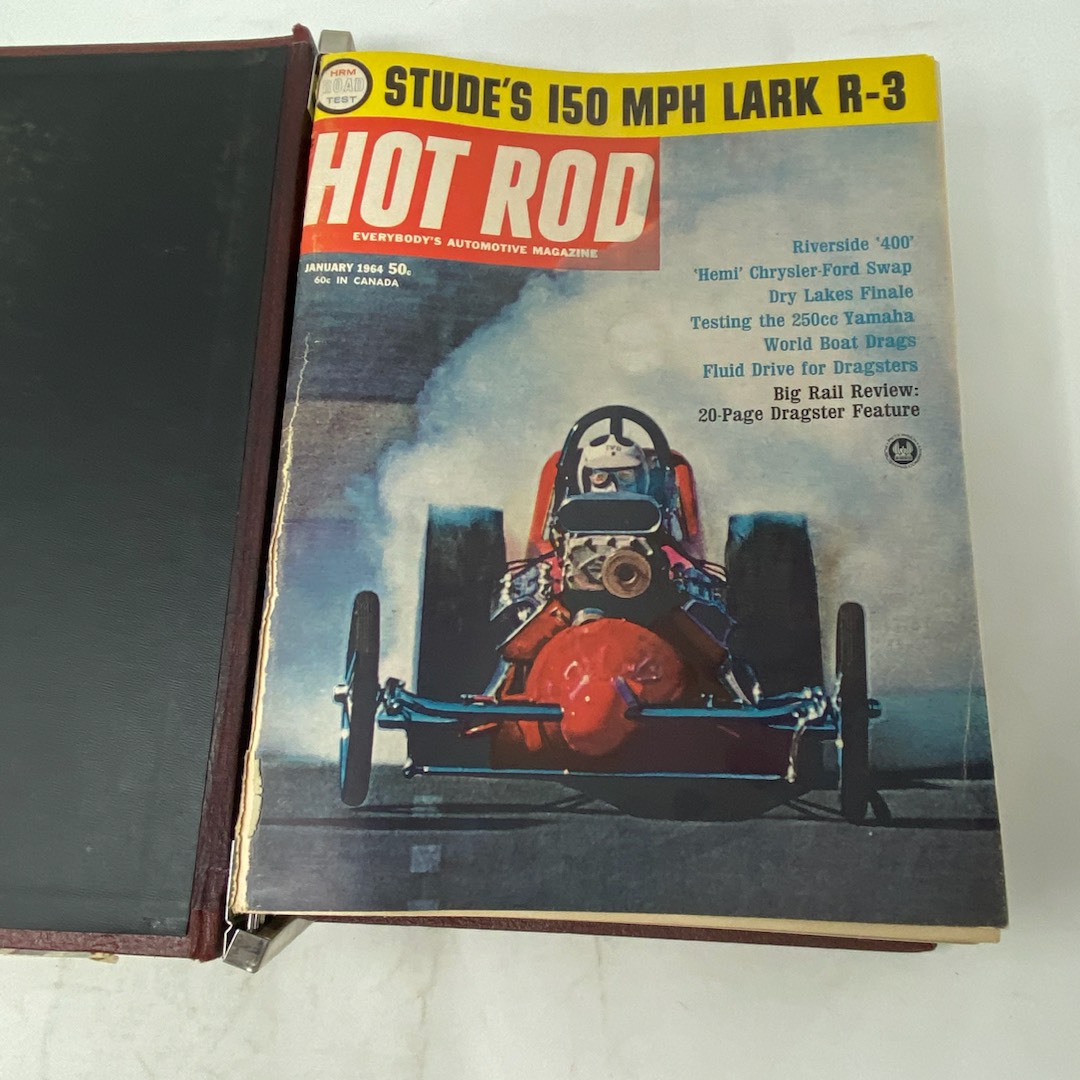 HRM
ROAD
TEST
STUDE'S 150 MPH LARK R-3
HOT ROD
EVERYBODY'S AUTOMOTIVE MAGAZINE
JANUARY 1964 50c
60c IN CANADA
Riverside '400'
'Hemi' Chrysler-Ford Swap
Dry Lakes Finale
Testing the 250cc Yamaha
World Boat Drags
Fluid Drive for Dragsters
Big Rail Review:
20-Page Dragster Feature